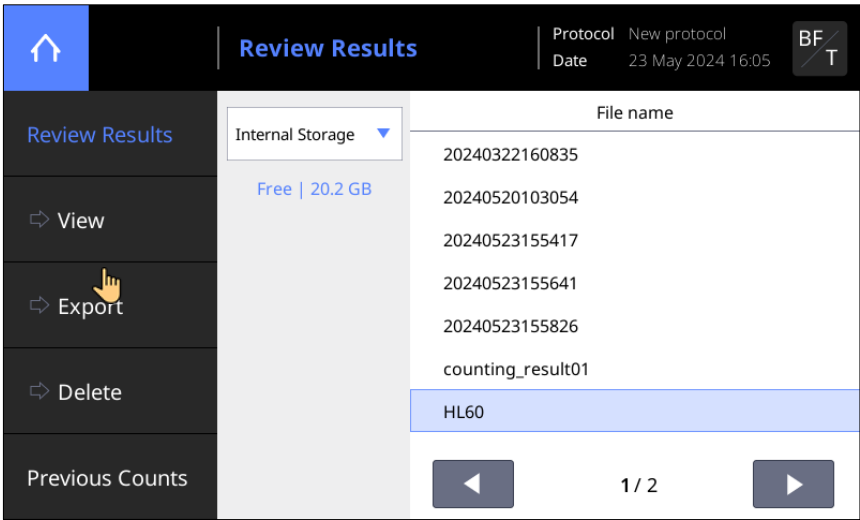 Review Results
Protocol New protocol
Date 23 May 2024 16:05
BF/T
Review Results
View
Export
Delete
Previous Counts
Internal Storage
Free | 20.2 GB
File name
20240322160835
20240520103054
20240523155417
20240523155641
20240523155826
counting_result01
HL60
1 / 2